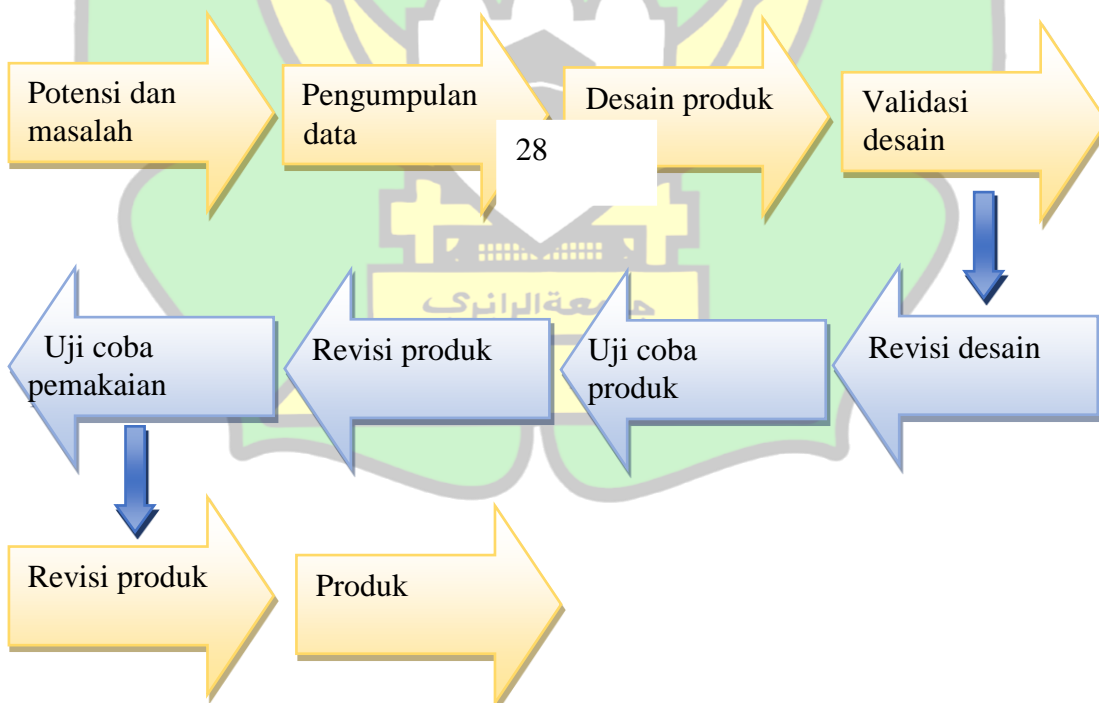 Potensi dan
masalah
Pengumpulan
data
Desain produk
Validasi
desain
28
جامعةالرانرك
Revisi desain
Uji coba
produk
Revisi produk
Uji coba
pemakaian
Revisi produk
Produk